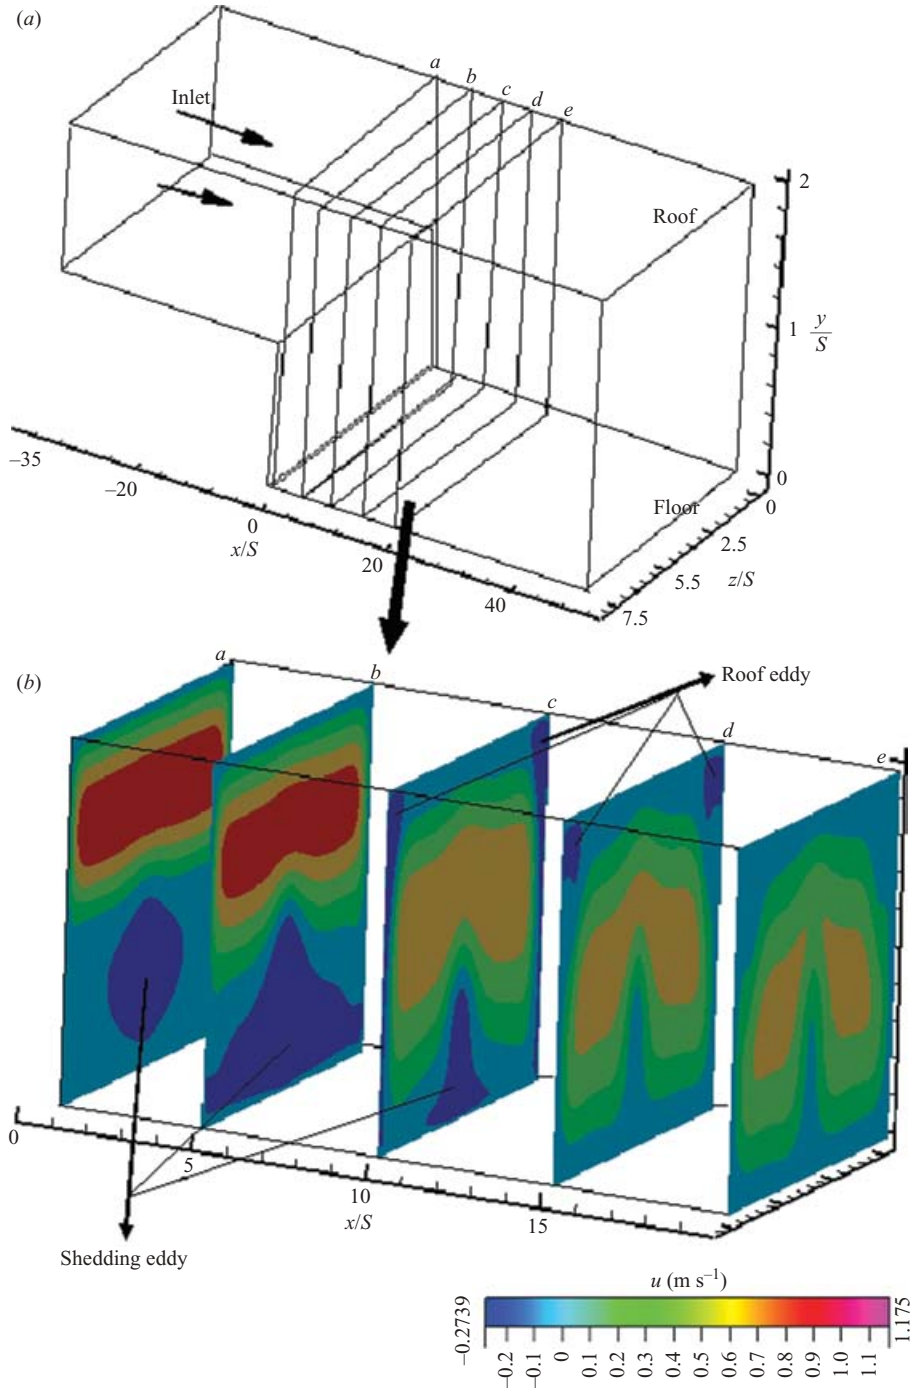 (a)
Inlet
a
b
c
d
e
Roof
Floor
2
1
y/S
0
0
2.5
5.5
7.5
z/S
–35
–20
0
20
40
x/S
(b)
a
b
c
d
e
Roof eddy
0
5
10
15
x/S
Shedding eddy
u (m s⁻¹)
–0.2739
–0.2
–0.1
0
0.1
0.2
0.3
0.4
0.5
0.6
0.7
0.8
0.9
1.0
1.1
1.175